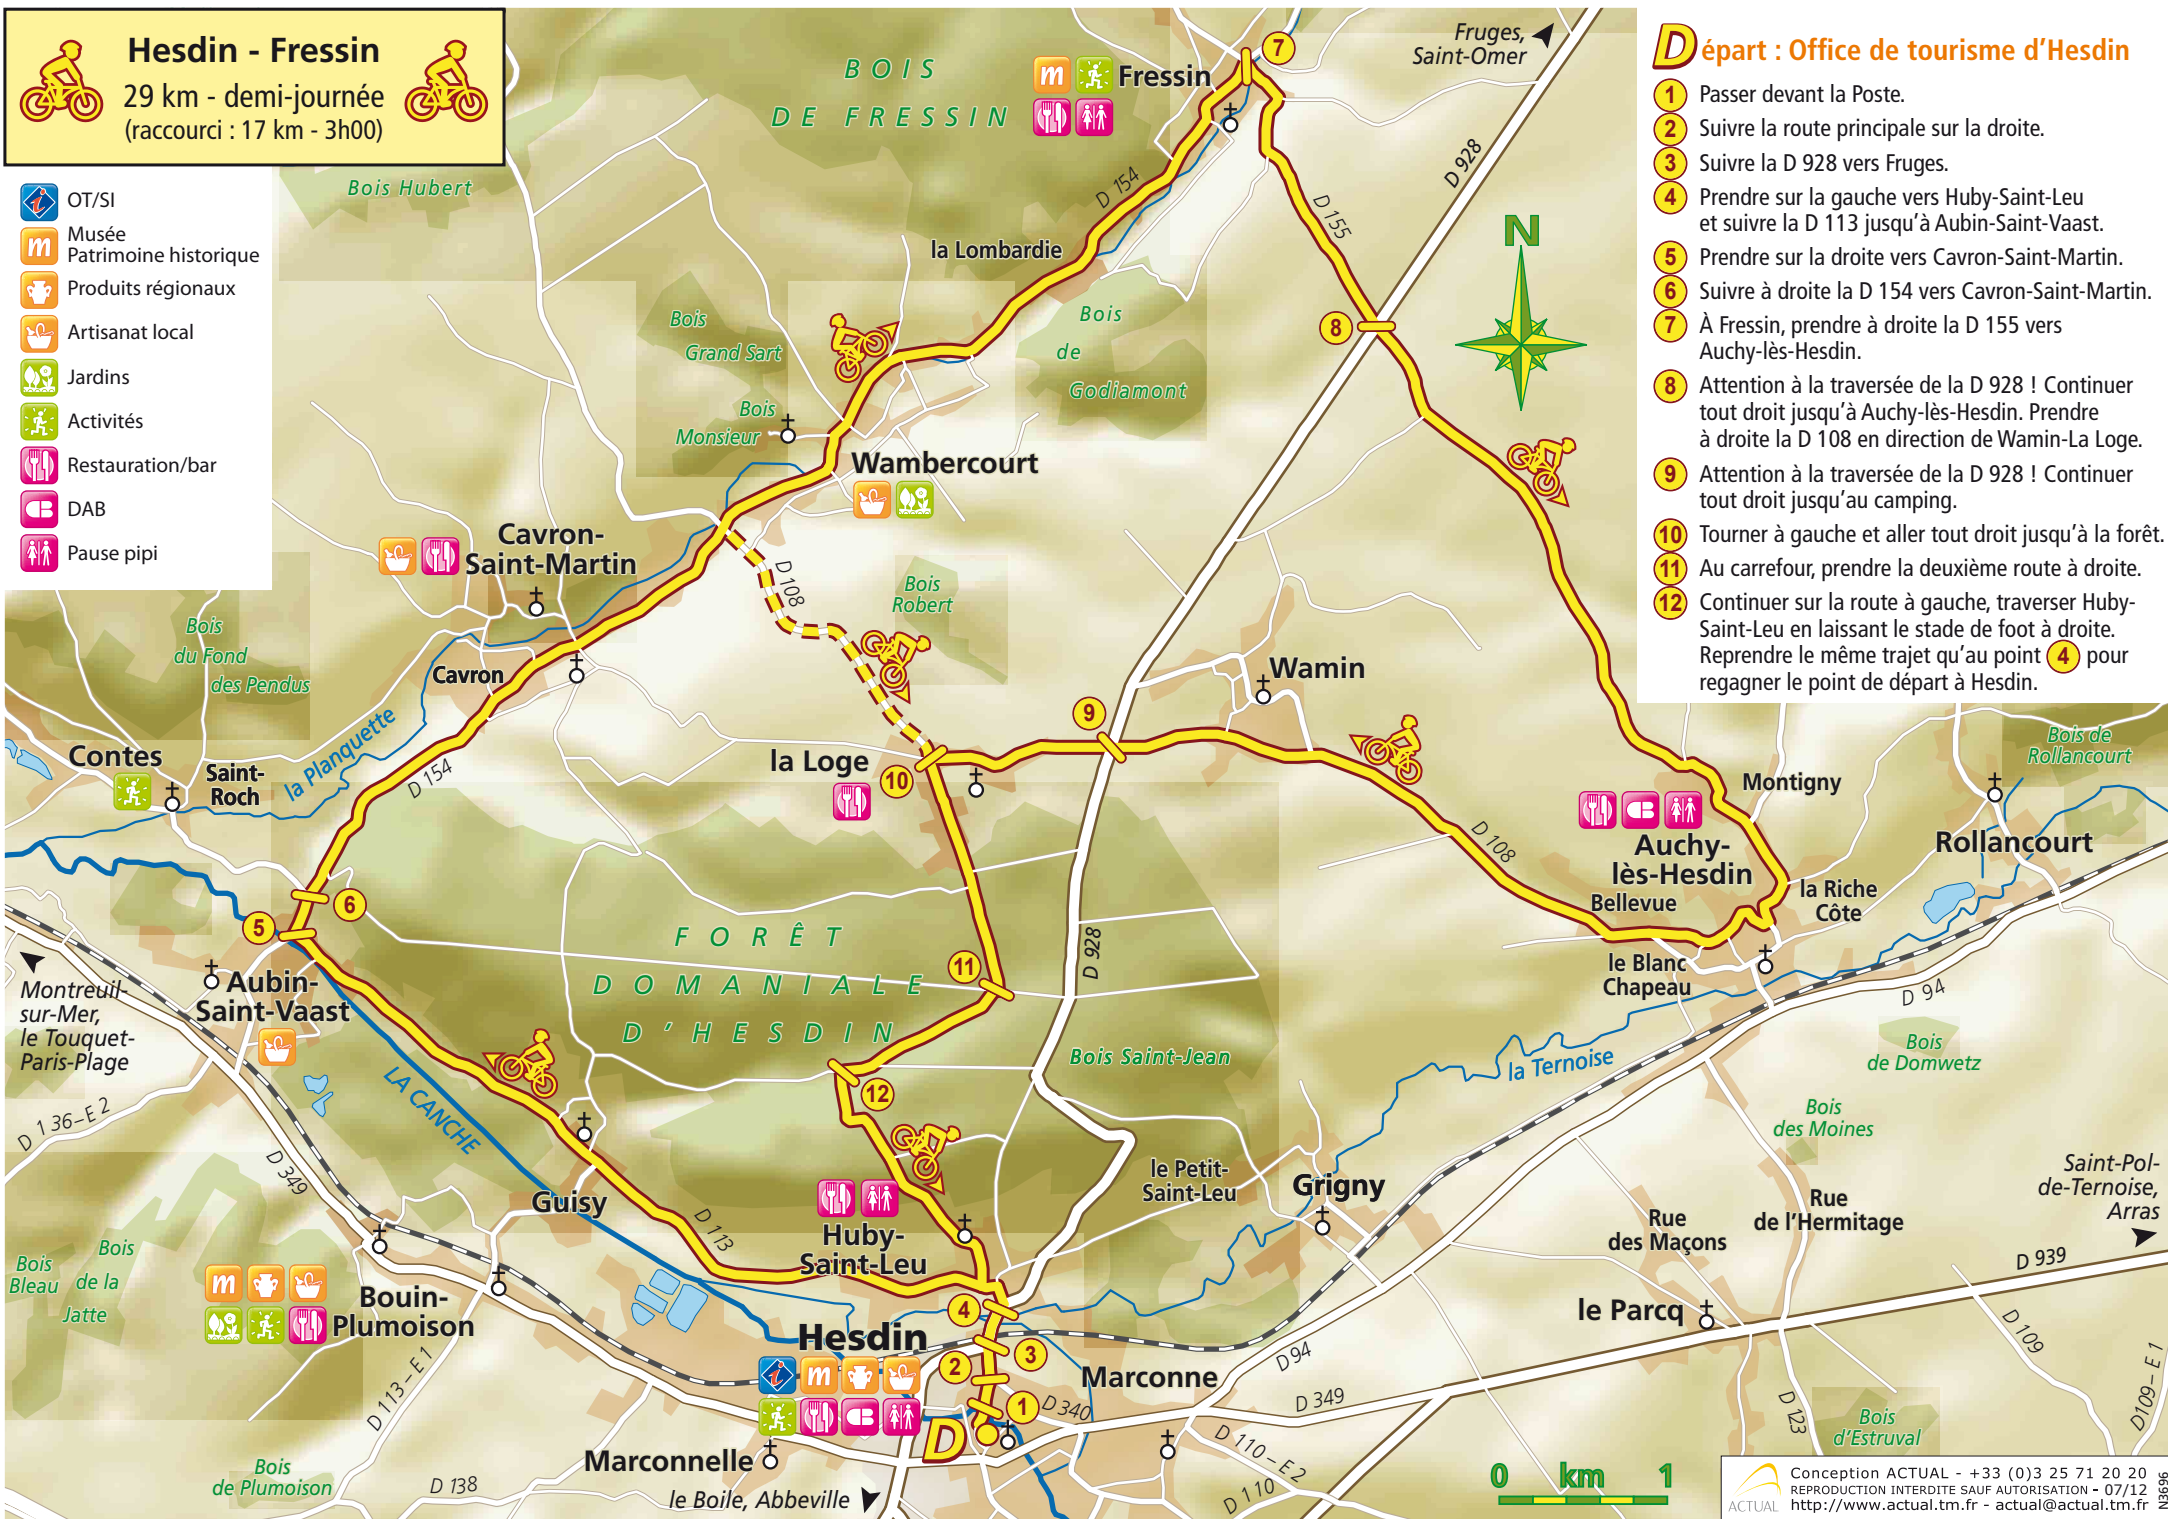 Hesdin - Fressin
29 km - demi-journée
(raccourci : 17 km - 3h00)
OT/SI
Musée
Patrimoine historique
Produits régionaux
Artisanat local
Jardins
Activités
Restauration/bar
DAB
Pause pipi
Départ : Office de tourisme d'Hesdin
1 Passer devant la Poste.
2 Suivre la route principale sur la droite.
3 Suivre la D 928 vers Fruges.
4 Prendre sur la gauche vers Huby-Saint-Leu
et suivre la D 113 jusqu'à Aubin-Saint-Vaast.
5 Prendre sur la droite vers Cavron-Saint-Martin.
6 Suivre à droite la D 154 vers Cavron-Saint-Martin.
7 À Fressin, prendre à droite la D 155 vers
Auchy-lès-Hesdin.
8 Attention à la traversée de la D 928 ! Continuer
tout droit jusqu'à Auchy-lès-Hesdin. Prendre
à droite la D 108 en direction de Wamin-La Loge.
9 Attention à la traversée de la D 928 ! Continuer
tout droit jusqu'au camping.
10 Tourner à gauche et aller tout droit jusqu'à la forêt.
11 Au carrefour, prendre la deuxième route à droite.
12 Continuer sur la route à gauche, traverser Huby-
Saint-Leu en laissant le stade de foot à droite.
Reprendre le même trajet qu'au point 4 pour
regagner le point de départ à Hesdin.
Fruges,
Saint-Omer
BOIS
DE FRESSIN
m
Fressin
7
D 928
Bois Hubert
D 154
D 155
N
la Lombardie
Bois
Grand Sart
Bois
de
Godiamont
8
Bois
Monsieur
Wambercourt
Cavron-
Saint-Martin
D 108
Bois
Robert
Bois
du Fond
des Pendus
Cavron
Wamin
9
la Planquette
Contes
Saint-
Roch
D 154
la Loge
10
Bois de
Rollancourt
Montigny
Auchy-
lès-Hesdin
Rollancourt
D 108
Bellevue
la Riche
Côte
6
5
FORÊT
DOMANIALE
D'HESDIN
11
D 928
le Blanc
Chapeau
D 94
Montreuil-
sur-Mer,
le Touquet-
Paris-Plage
Aubin-
Saint-Vaast
Bois Saint-Jean
la Ternoise
Bois
de Domwetz
LA CANCHE
12
D 136-E 2
Bois
des Moines
D 349
le Petit-
Saint-Leu
Grigny
Saint-Pol-
de-Ternoise,
Arras
Guisy
D 113
Huby-
Saint-Leu
Rue
des Maçons
Rue
de l'Hermitage
D 939
Bois
Bleau
Bois
de la
Jatte
m
Bouin-
Plumoison
4
le Parcq
D 109
Hesdin
3
2
m
D 94
Marconne
D 113-E 1
1
D 340
D 349
D 123
D109-E 1
D
Bois
d'Estruval
Marconnelle
D 110-E 2
Bois
de Plumoison
D 138
le Boile, Abbeville
D 110
0 km 1
ACTUAL
Conception ACTUAL - +33 (0)3 25 71 20 20
REPRODUCTION INTERDITE SAUF AUTORISATION - 07/12
http://www.actual.tm.fr - actual@actual.tm.fr
N3696